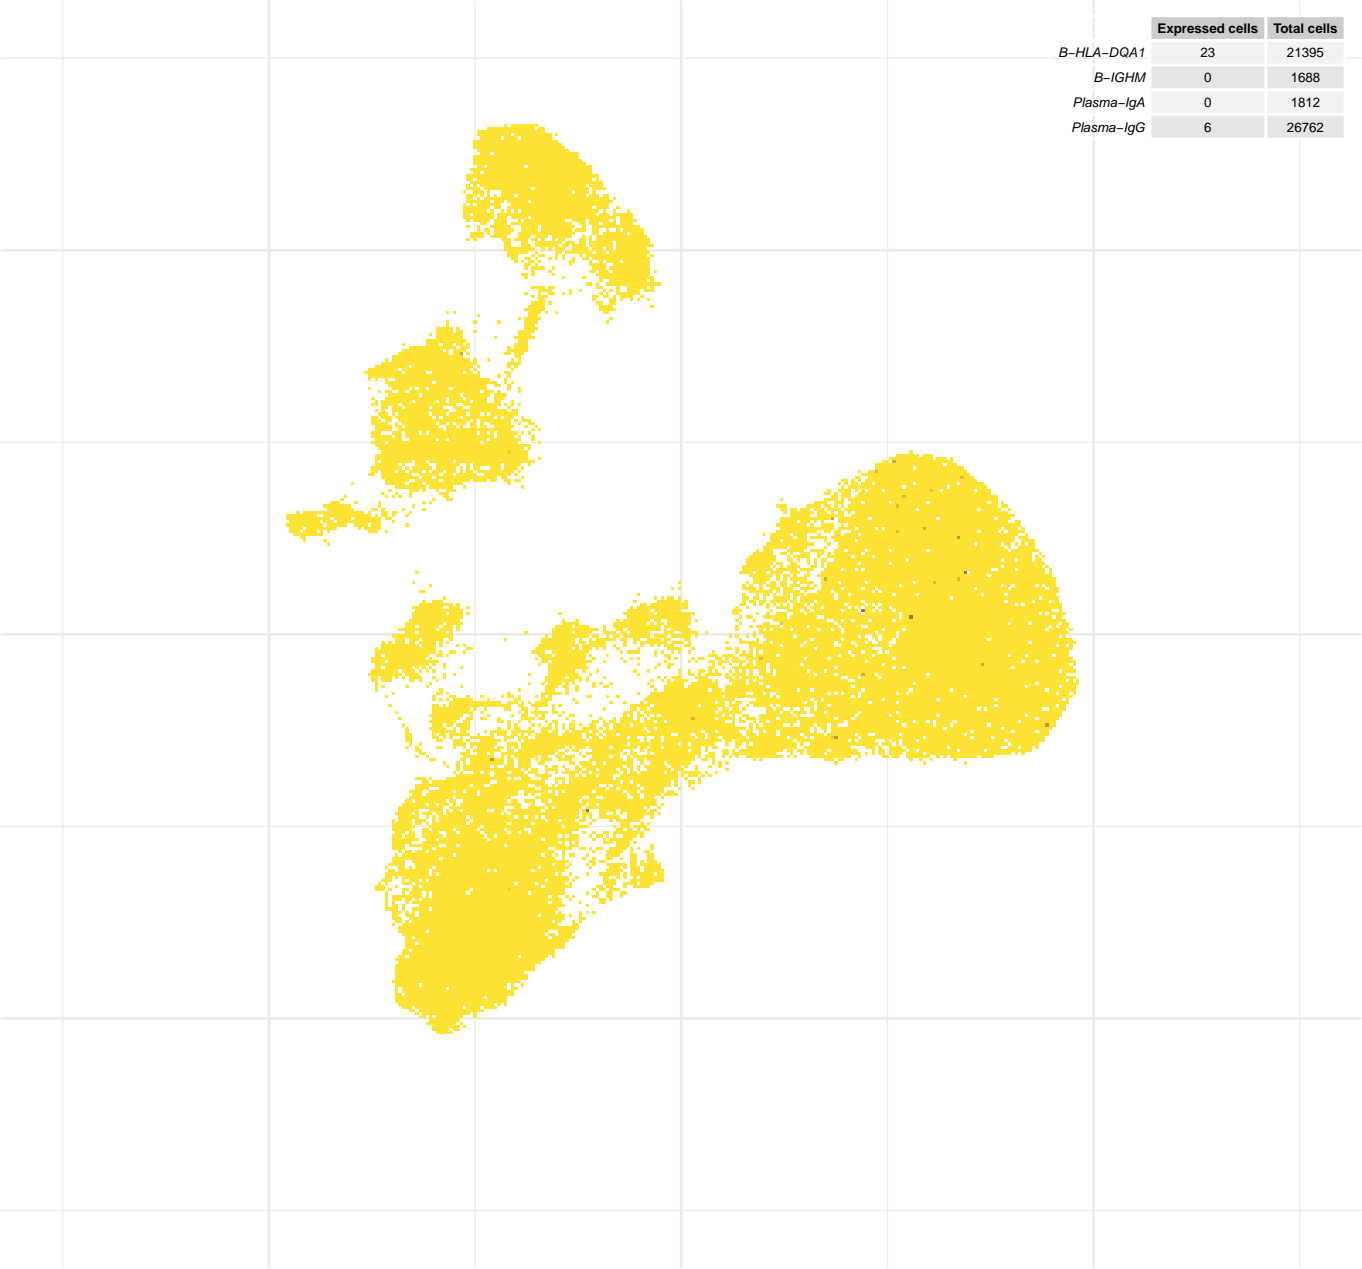 Expressed cells Total cells
B−HLA−DQA1 23 21395
B−IGHM 0 1688
Plasma−IgA 0 1812
Plasma−IgG 6 26762